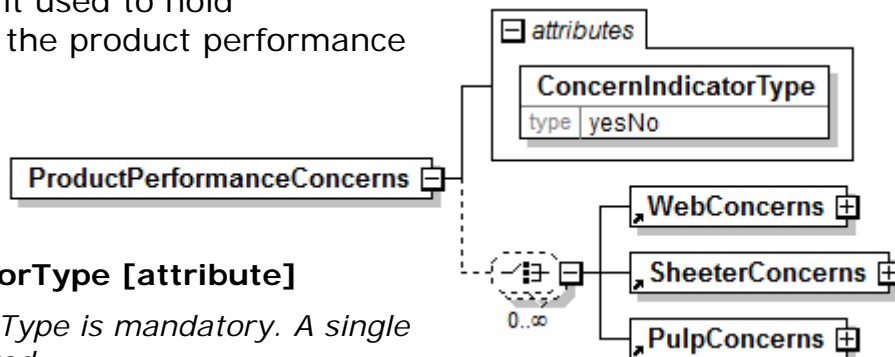 used to hold
the product performance
attributes
ConcernIndicatorType
type yesNo
ProductPerformanceConcerns
WebConcerns
orType [attribute]
SheeterConcerns
Type is mandatory. A single
0..∞
PulpConcerns